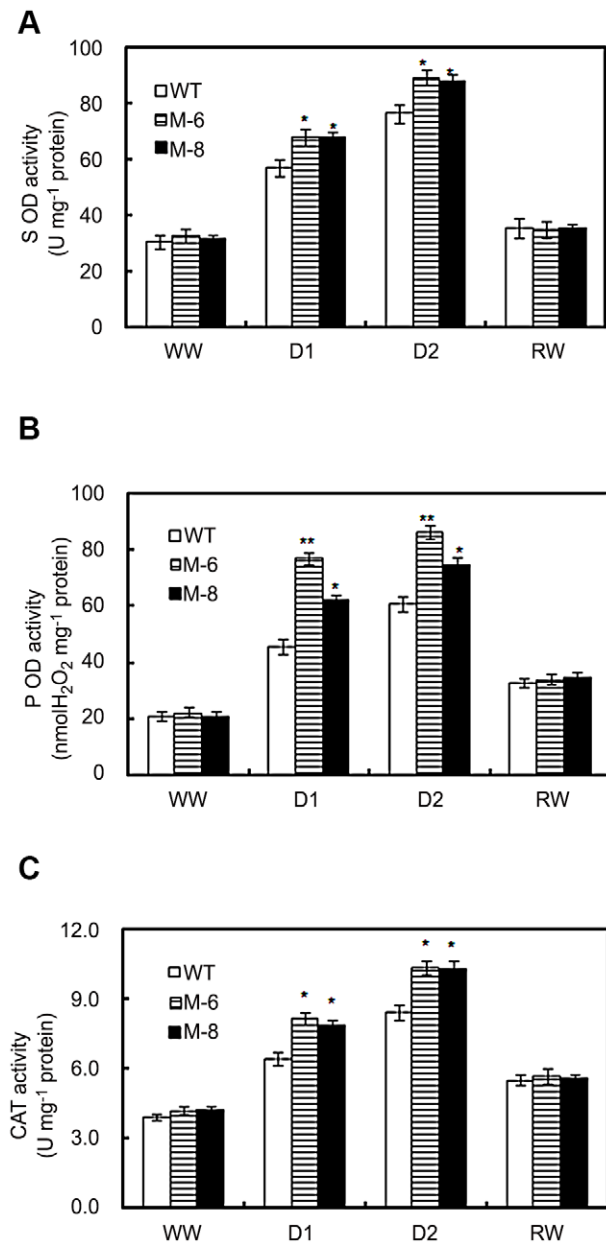 A
100
80
60
40
20
0
S OD activity
(U mg⁻¹ protein)
WT
M-6
M-8
* *
* *
WW D1 D2 RW
B
100
80
60
40
20
0
P OD activity
(nmolH₂O₂ mg⁻¹ protein)
WT
M-6
M-8
** *
** *
WW D1 D2 RW
C
12.0
9.0
6.0
3.0
0.0
CAT activity
(U mg⁻¹ protein)
WT
M-6
M-8
* *
* *
WW D1 D2 RW